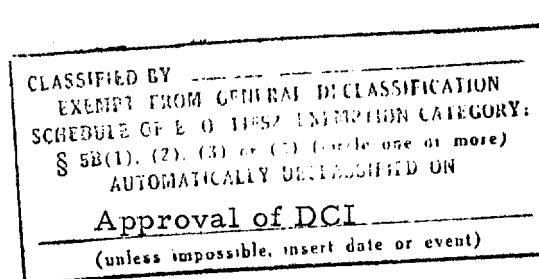 CLASSIFIED BY
EXEMPT FROM GENERAL DECLASSIFICATION
SCHEDULE OF E. O. 11652 EXEMPTION CATEGORY:
§ 5B(1), (2), (3) or (4) (circle one or more)
AUTOMATICALLY DECLASSIFIED ON
Approval of DCI
(unless impossible, insert date or event)